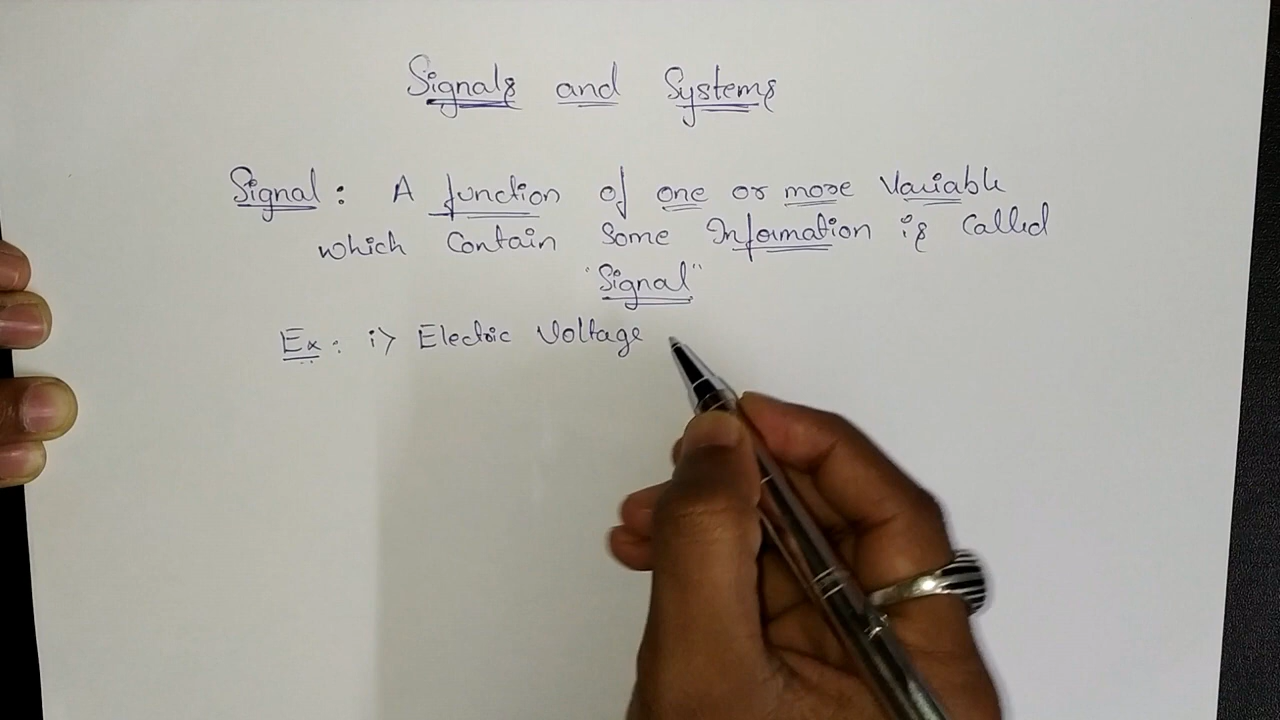 Signals and Systems
Signal: A function of one or more Variable
which Contain Some Information is Called
"Signal"
Ex: i> Electric Voltage